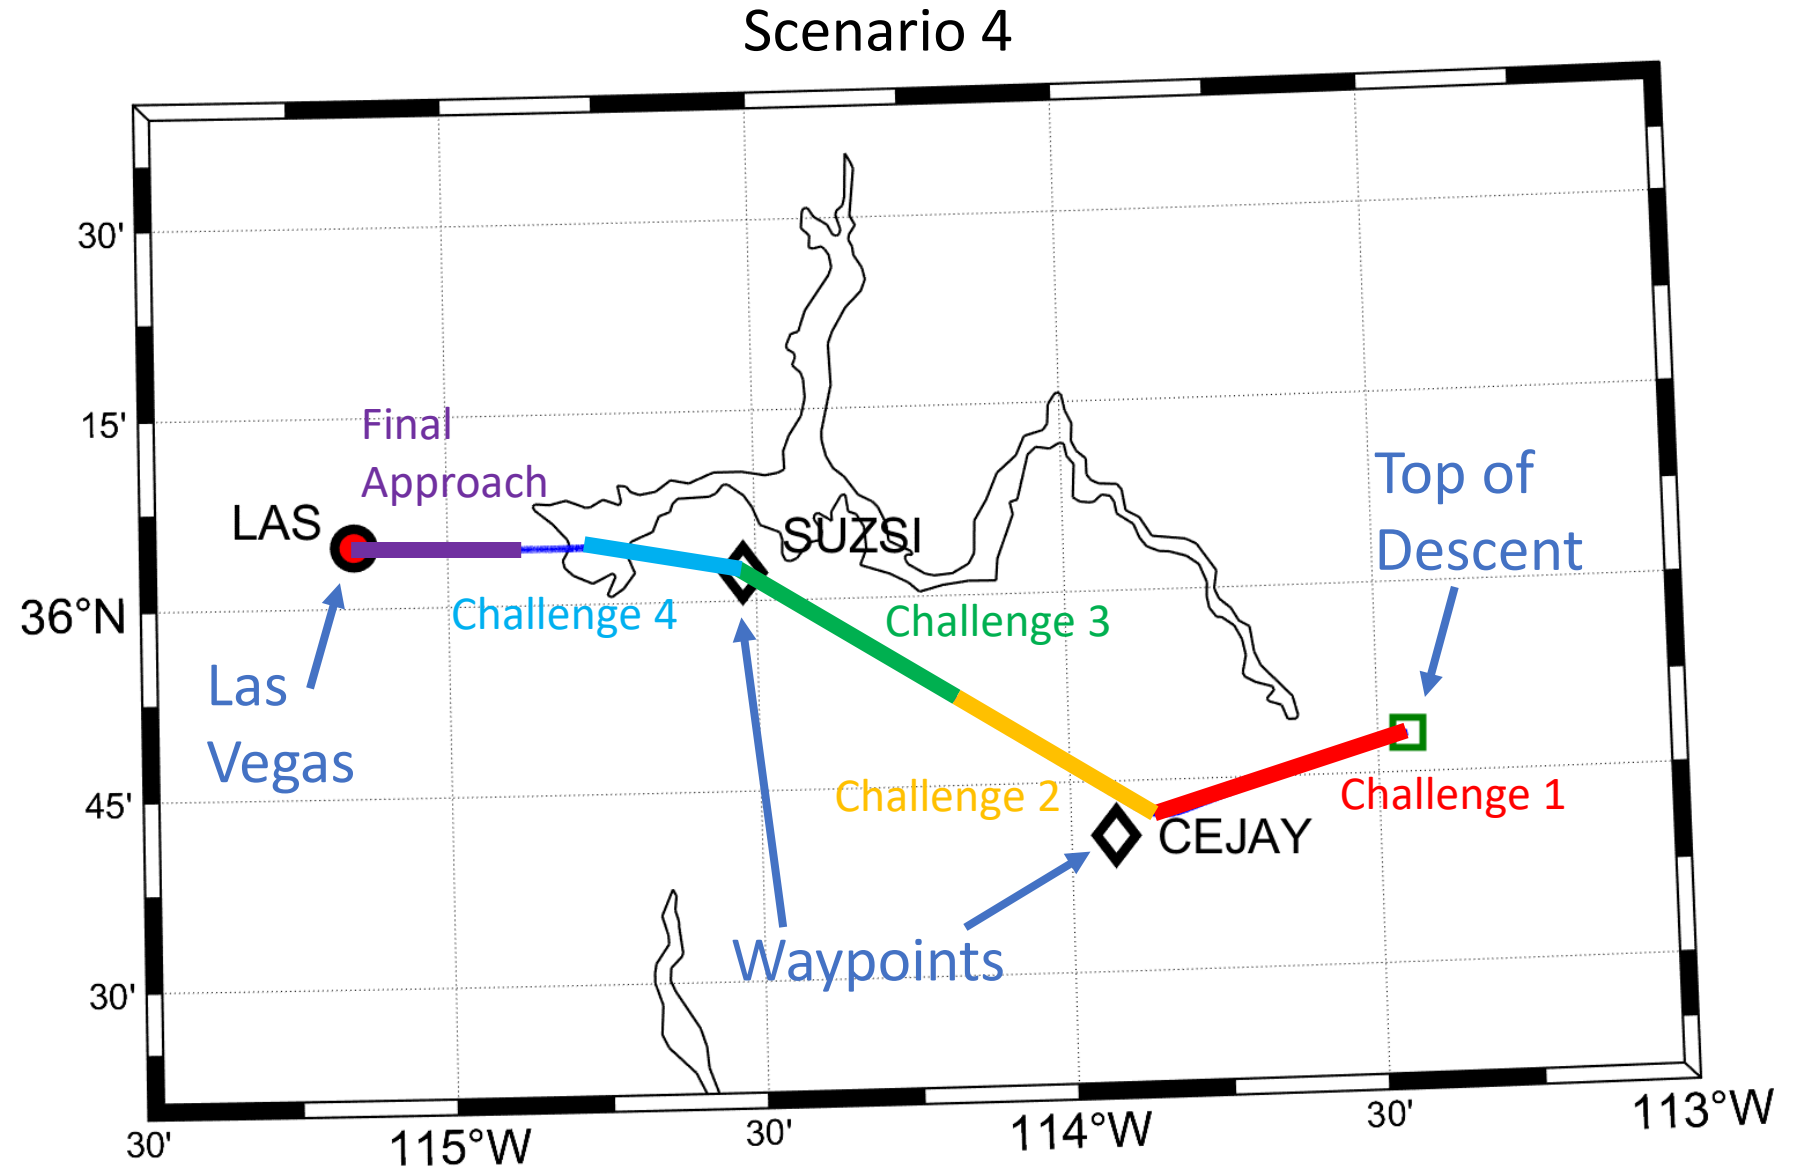 Scenario 4
30'
15'
36°N
45'
30'
Final
Approach
LAS
SUZSI
Top of
Descent
Challenge 4
Challenge 3
Las
Vegas
Challenge 2
Challenge 1
CEJAY
Waypoints
30'
115°W
30'
114°W
30'
113°W